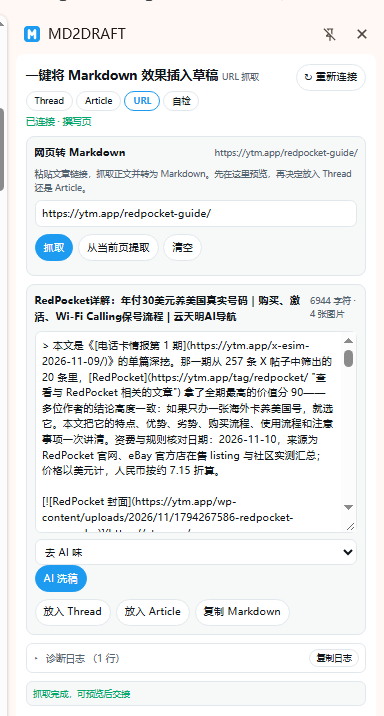 MD2DRAFT
一键将 Markdown 效果插入草稿 URL 抓取
↻ 重新连接
Thread Article URL 自检
已连接 · 撰写页
网页转 Markdown https://ytm.app/redpocket-guide/
粘贴文章链接，抓取正文并转为 Markdown。先在这里预览，再决定放入 Thread
还是 Article。
https://ytm.app/redpocket-guide/
抓取 从当前页提取 清空
RedPocket详解：年付30美元养美国真实号码 | 购买、激
活、Wi-Fi Calling保号流程 | 云天明AI导航
6944 字符 ·
4 张图片
> 本文是《[电话卡情报第 1 期](https://ytm.app/x-esim-
2026-11-09/)》的单篇深挖。那一期从 257 条 X 帖子中筛出的
20 条里，[RedPocket](https://ytm.app/tag/redpocket/ "查
看与 RedPocket 相关的文章") 拿了全期最高的价值分 90——
多位作者的结论高度一致：如果只办一张海外卡养美国号，就选
它。本文把它的特点、优势、劣势、购买流程、使用流程和注意
事项一次讲清。资费与规则核对日期：2026-11-10，来源为
RedPocket 官网、eBay 官方店在售 listing 与社区实测汇总；
价格以美元计，人民币按约 7.15 折算。
[![RedPocket 封面](https://ytm.app/wp-
content/uploads/2026/11/1794267586-redpocket-
去 AI 味
AI 洗稿
放入 Thread 放入 Article 复制 Markdown
诊断日志 （1 行） 复制日志
抓取完成，可预览后交接